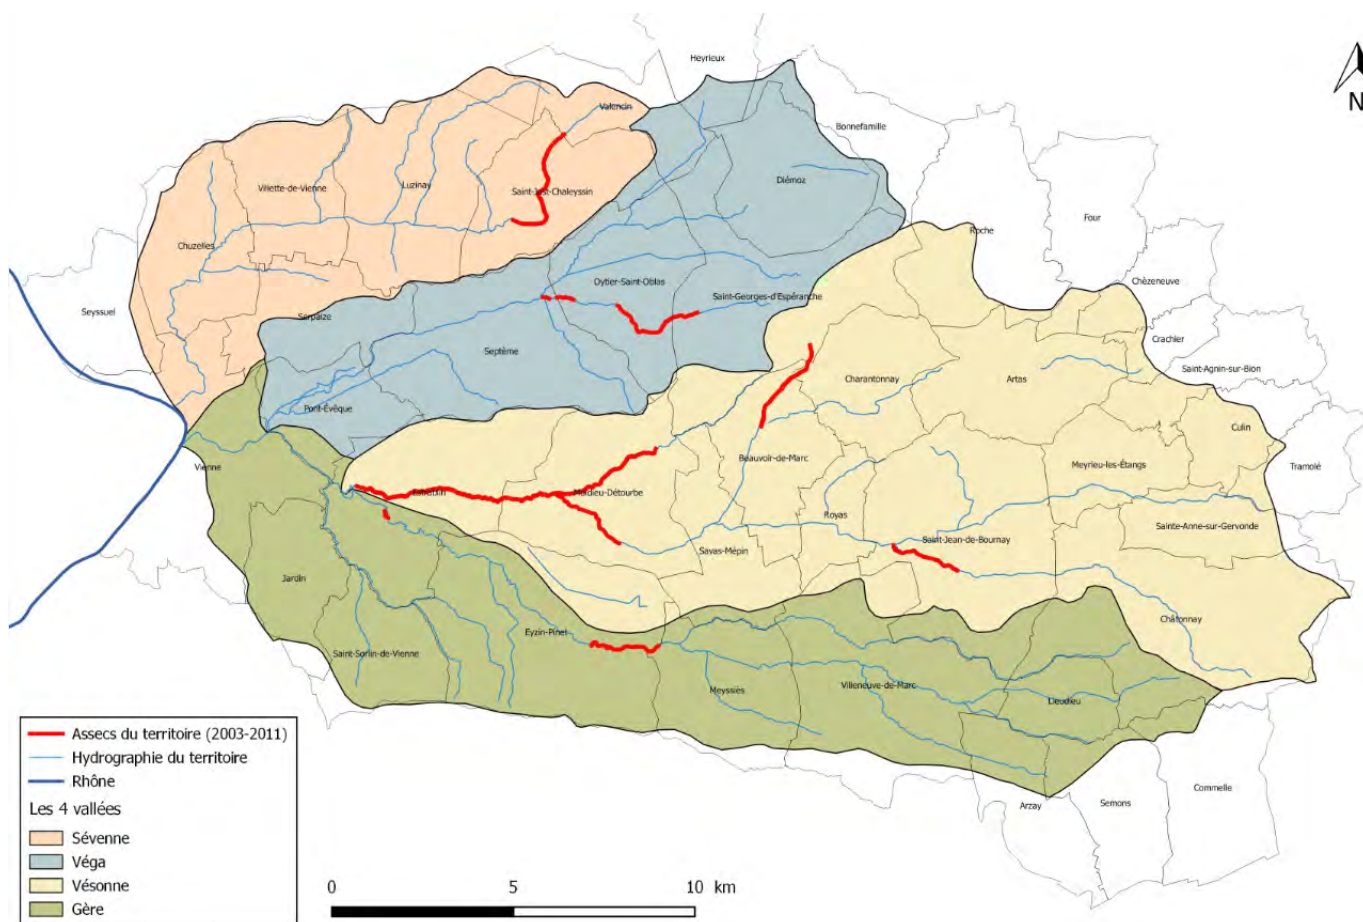 Heyrieux
N
Valencin
Bonnefamille
Villette-de-Vienne
Luzinay
Saint-Just-Chaleyssin
Diémoz
Four
Roche
Chuzelles
Chèzeneuve
Oytier-Saint-Oblas
Saint-Georges-d'Espéranche
Seyssuel
Serpaize
Crachier
Septème
Saint-Agnin-sur-Bion
Charantonnay
Artas
Pont-Évêque
Culin
Beauvoir-de-Marc
Meyrieu-les-Étangs
Tramolé
Vienne
Estrablin
Moidieu-Détourbe
Royas
Sainte-Anne-sur-Gervonde
Saint-Jean-de-Bournay
Savas-Mépin
Jardin
Châtonnay
Eyzin-Pinet
Saint-Sorlin-de-Vienne
Villeneuve-de-Marc
Meyssiès
Lieudieu
Commelle
Arzay
Semons
Assecs du territoire (2003-2011)
Hydrographie du territoire
Rhône
Les 4 vallées
Sévenne
Véga
Vésonne
Gère
0 5 10 km